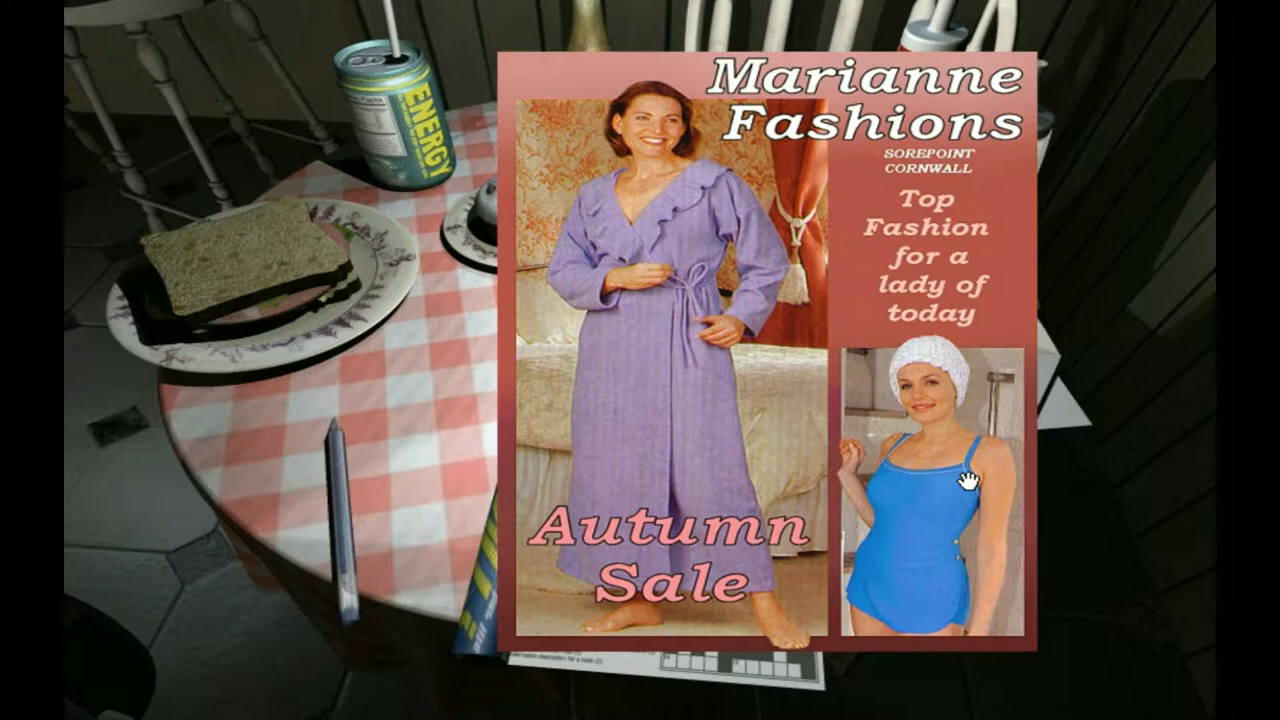 Marianne
Fashions
SOREPOINT
CORNWALL
Top
Fashion
for a
lady of
today
Autumn
Sale
ENERGY